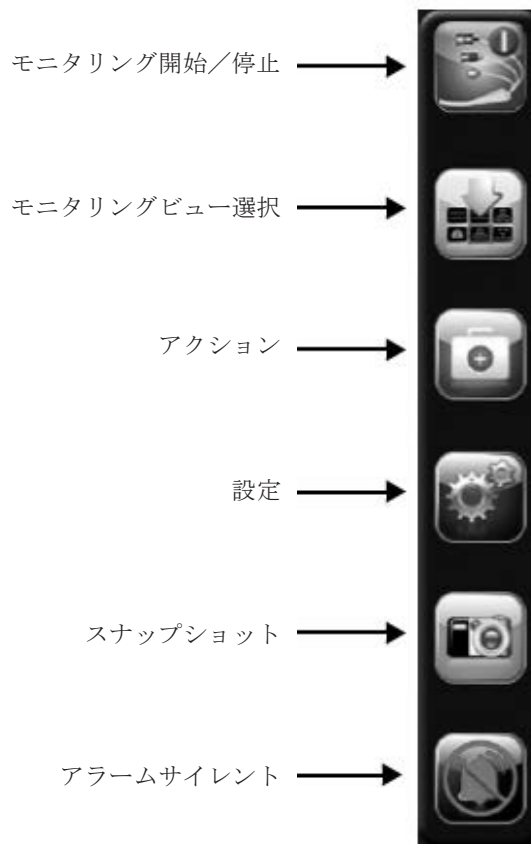 モニタリング開始／停止
モニタリングビュー選択
アクション
設定
スナップショット
アラームサイレント